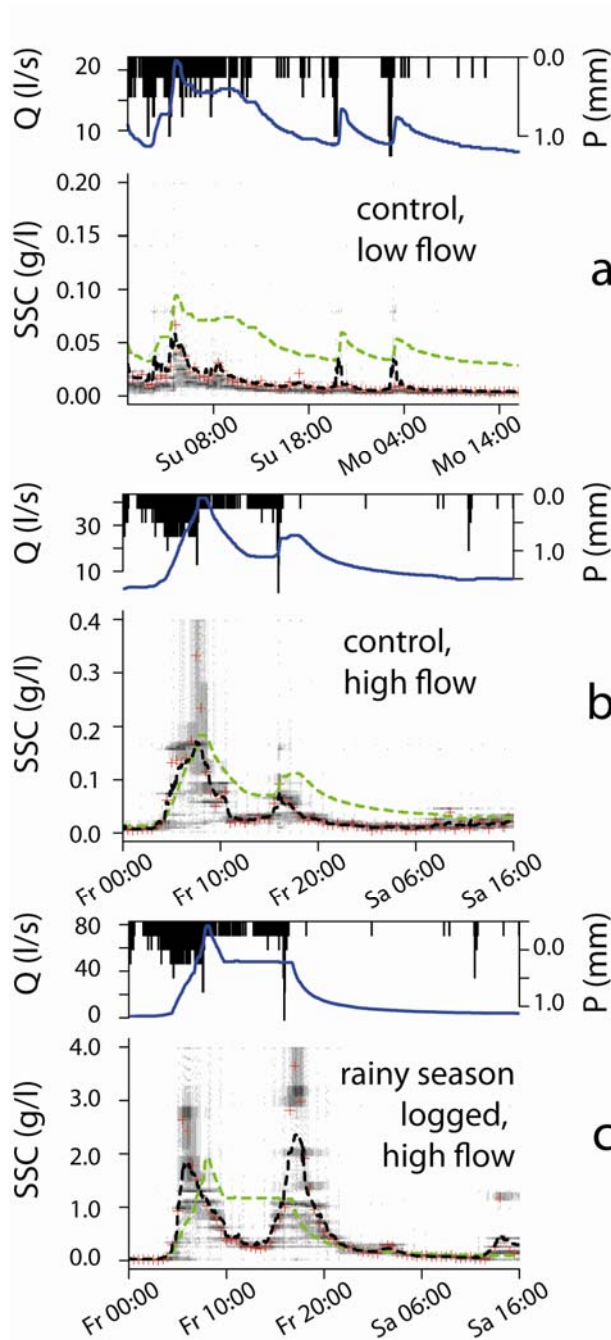 Q (l/s)
20
10
0.0
1.0
P (mm)
SSC (g/l)
0.20
0.15
0.10
0.05
0.00
control,
low flow
a
Su 08:00
Su 18:00
Mo 04:00
Mo 14:00
Q (l/s)
30
10
0.0
1.0
P (mm)
SSC (g/l)
0.4
0.3
0.2
0.1
0.0
control,
high flow
b
Fr 00:00
Fr 10:00
Fr 20:00
Sa 06:00
Sa 16:00
Q (l/s)
80
40
0
0.0
1.0
P (mm)
SSC (g/l)
4.0
3.0
2.0
1.0
0.0
rainy season
logged,
high flow
c
Fr 00:00
Fr 10:00
Fr 20:00
Sa 06:00
Sa 16:00